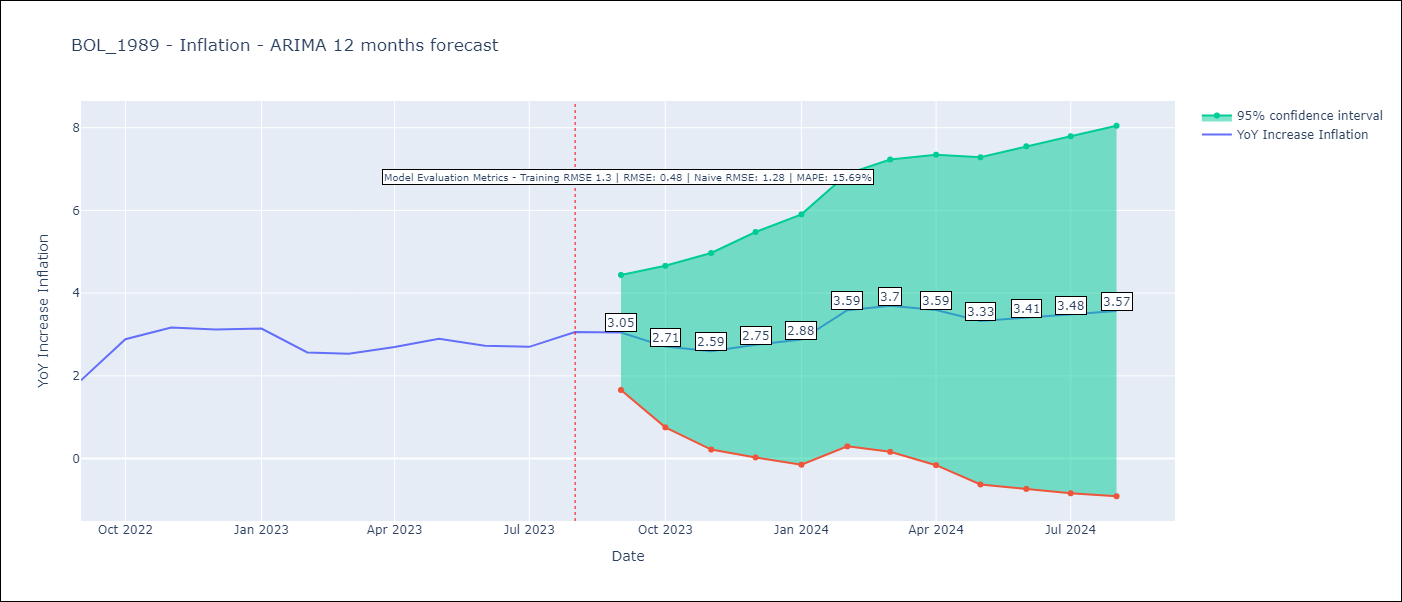 BOL_1989 - Inflation - ARIMA 12 months forecast
95% confidence interval
YoY Increase Inflation
8
6
4
2
0
YoY Increase Inflation
Model Evaluation Metrics - Training RMSE 1.3 | RMSE: 0.48 | Naive RMSE: 1.28 | MAPE: 15.69%
3.05
2.71
2.59
2.75
2.88
3.59
3.7
3.59
3.33
3.41
3.48
3.57
Oct 2022
Jan 2023
Apr 2023
Jul 2023
Oct 2023
Jan 2024
Apr 2024
Jul 2024
Date